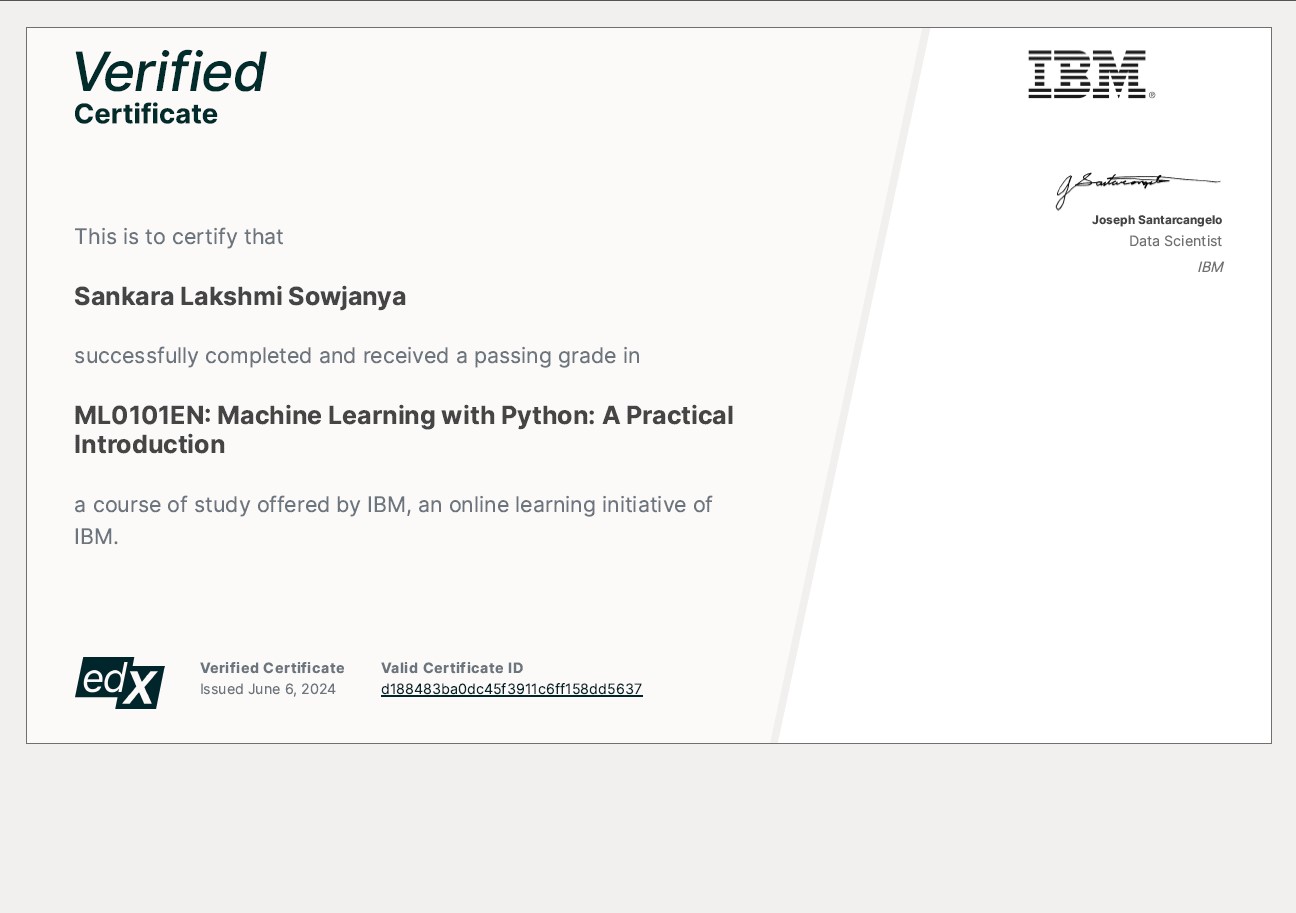 Verified
Certificate
IBM®
This is to certify that
Sankara Lakshmi Sowjanya
successfully completed and received a passing grade in
ML0101EN: Machine Learning with Python: A Practical
Introduction
a course of study offered by IBM, an online learning initiative of
IBM.
J Santarcangelo
Joseph Santarcangelo
Data Scientist
IBM
edX
Verified Certificate
Issued June 6, 2024
Valid Certificate ID
d188483ba0dc45f3911c6ff158dd5637